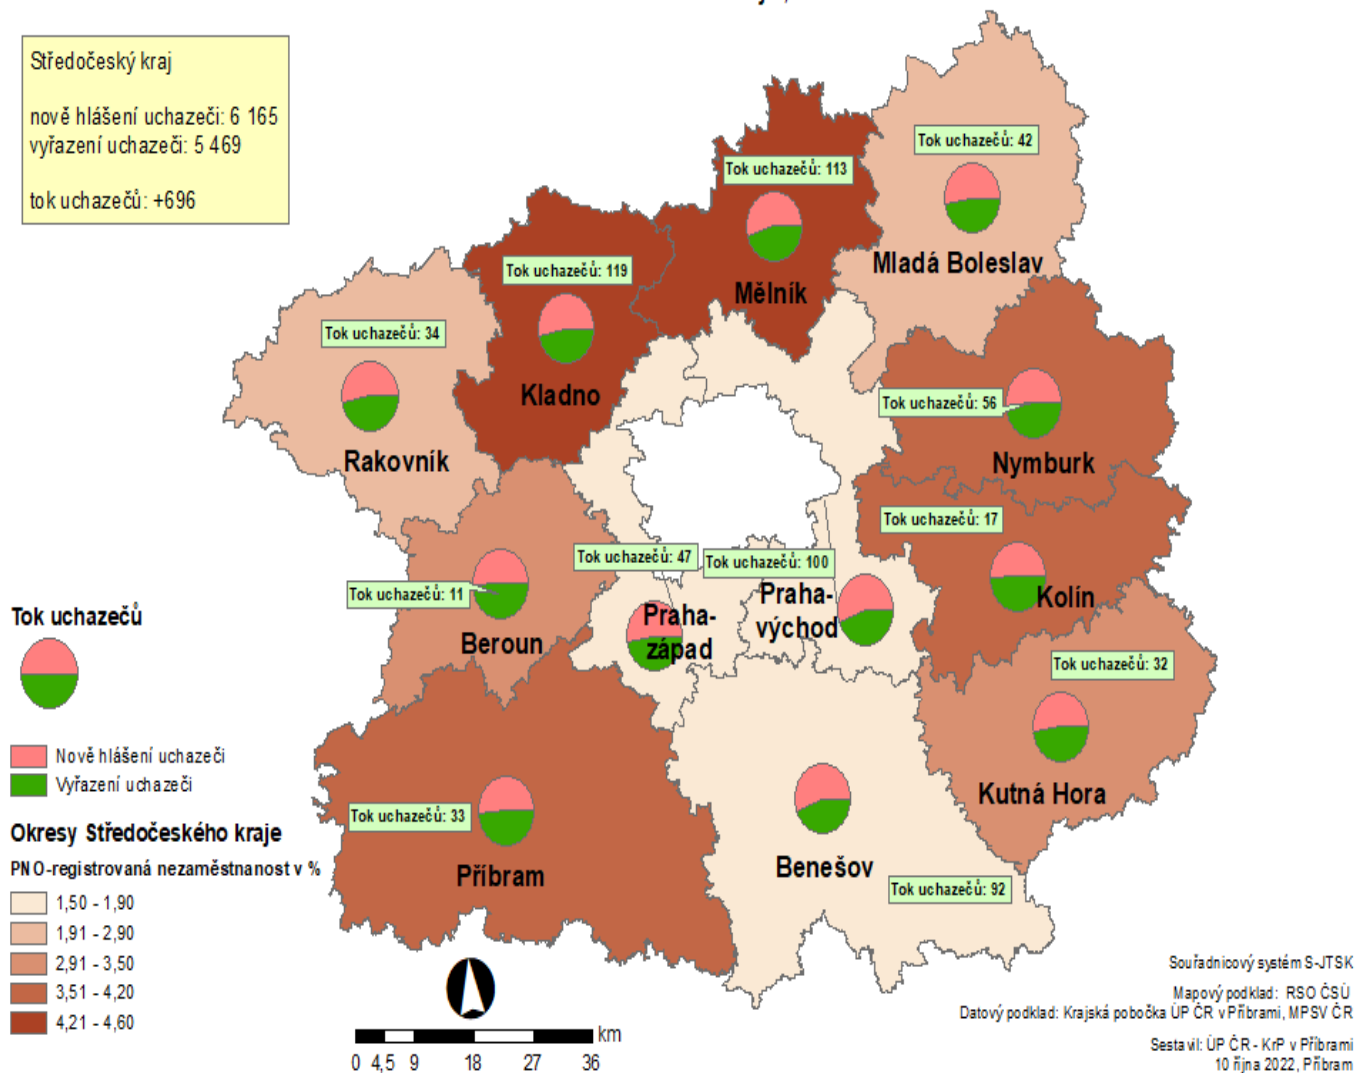 Středočeský kraj
nově hlášení uchazeči: 6 165
vyřazení uchazeči: 5 469
tok uchazečů: +696
Tok uchazečů: 42
Mladá Boleslav
Tok uchazečů: 113
Mělník
Tok uchazečů: 119
Kladno
Tok uchazečů: 34
Rakovník
Tok uchazečů: 56
Nymburk
Tok uchazečů: 17
Kolín
Tok uchazečů: 47
Praha-
západ
Tok uchazečů: 100
Praha-
východ
Tok uchazečů: 11
Beroun
Tok uchazečů: 32
Kutná Hora
Tok uchazečů: 33
Příbram
Benešov
Tok uchazečů: 92
Tok uchazečů
Nově hlášení uchazeči
Vyřazení uchazeči
Okresy Středočeského kraje
PNO-registrovaná nezaměstnanost v %
1,50 - 1,90
1,91 - 2,90
2,91 - 3,50
3,51 - 4,20
4,21 - 4,60
km
0 4,5 9 18 27 36
Souřadnicový systém S-JTSK
Mapový podklad: RSO ČSÚ
Datový podklad: Krajská pobočka ÚP ČR v Příbrami, MPSV ČR
Sestavil: ÚP ČR - KrP v Příbrami
10 října 2022, Příbram